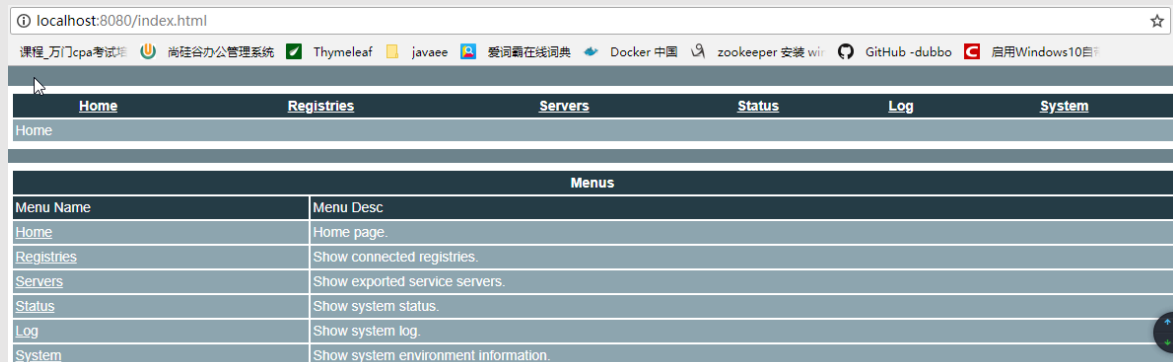 localhost:8080/index.html
课程_万门cpa考试培 尚硅谷办公管理系统 Thymeleaf javaee 爱词霸在线词典 Docker 中国 zookeeper 安装 win GitHub -dubbo 启用Windows10自带
Home Registries Servers Status Log System
Home
Menus
Menu Name Menu Desc
Home Home page.
Registries Show connected registries.
Servers Show exported service servers.
Status Show system status.
Log Show system log.
System Show system environment information.